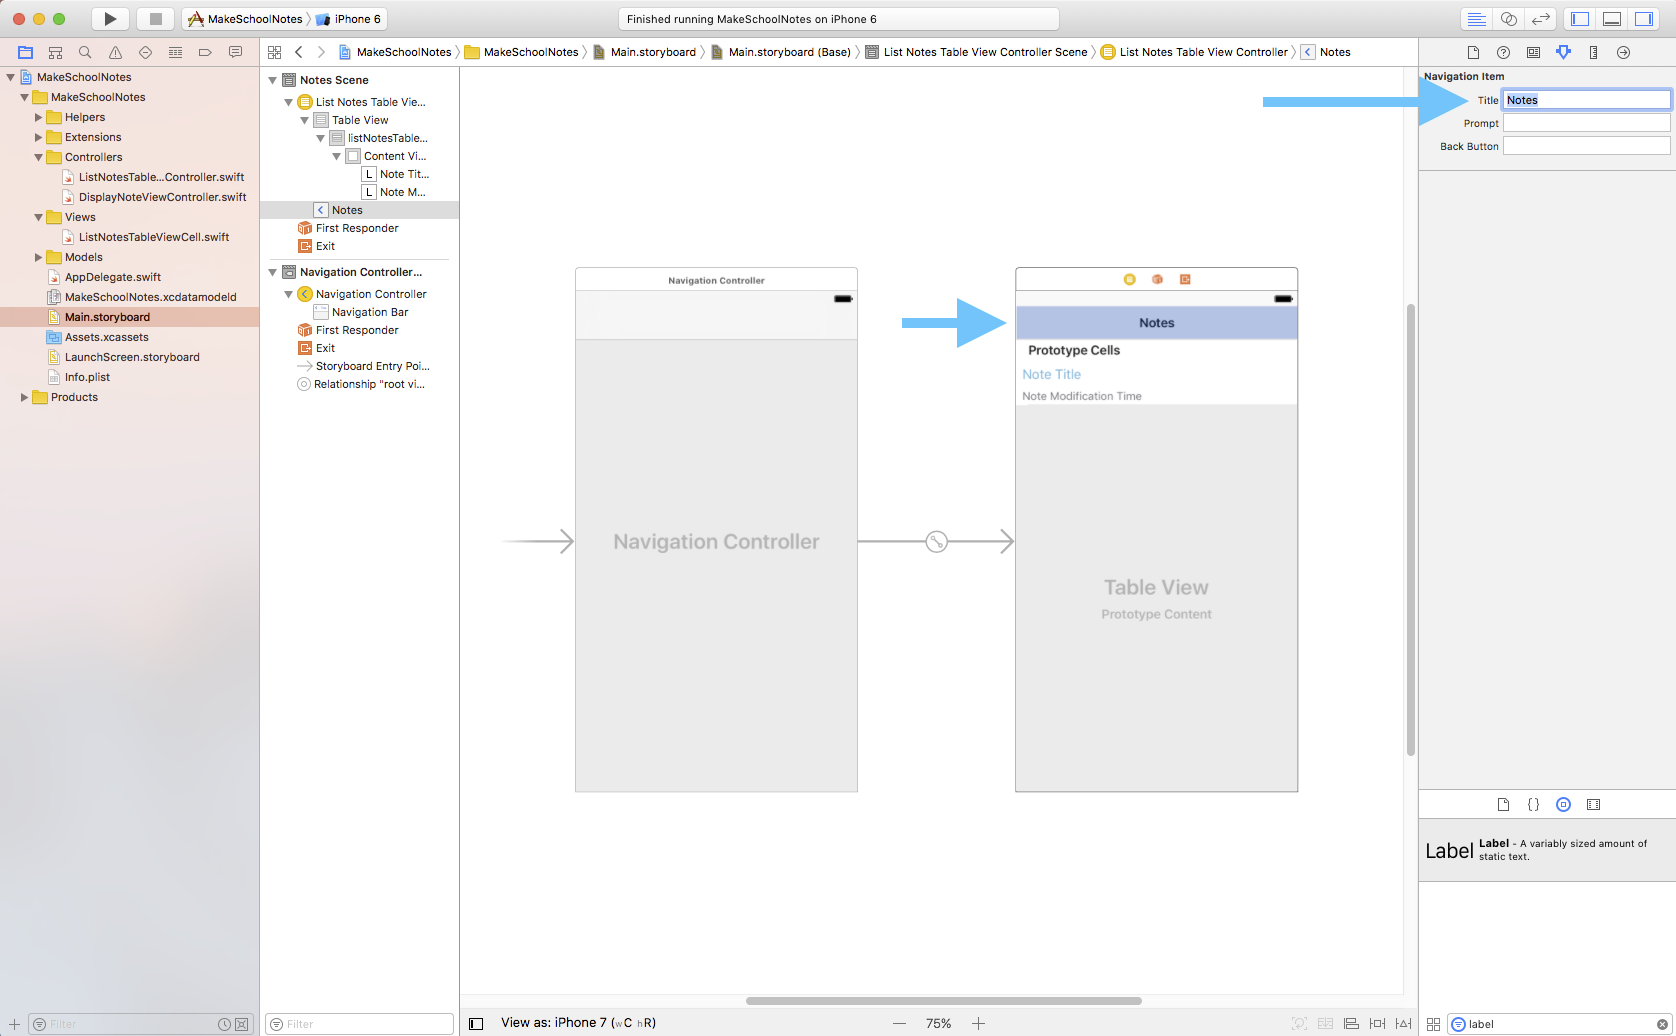 MakeSchoolNotes
iPhone 6
Finished running MakeSchoolNotes on iPhone 6
MakeSchoolNotes
MakeSchoolNotes
Main.storyboard
Main.storyboard (Base)
List Notes Table View Controller Scene
List Notes Table View Controller
Notes
MakeSchoolNotes
MakeSchoolNotes
Helpers
Extensions
Controllers
ListNotesTable...Controller.swift
DisplayNoteViewController.swift
Views
ListNotesTableViewCell.swift
Models
AppDelegate.swift
MakeSchoolNotes.xcdatamodeld
Main.storyboard
Assets.xcassets
LaunchScreen.storyboard
Info.plist
Products
Filter
Notes Scene
List Notes Table Vie...
Table View
listNotesTable...
Content Vi...
L Note Tit...
L Note M...
Notes
First Responder
Exit
Navigation Controller...
Navigation Controller
Navigation Bar
First Responder
Exit
Storyboard Entry Poi...
Relationship "root vi...
Filter
Navigation Controller
Navigation Controller
Notes
Prototype Cells
Note Title
Note Modification Time
Table View
Prototype Content
View as: iPhone 7 (wC hR)
75%
Navigation Item
Title Notes
Prompt
Back Button
{}
Label
Label - A variably sized amount of
static text.
label